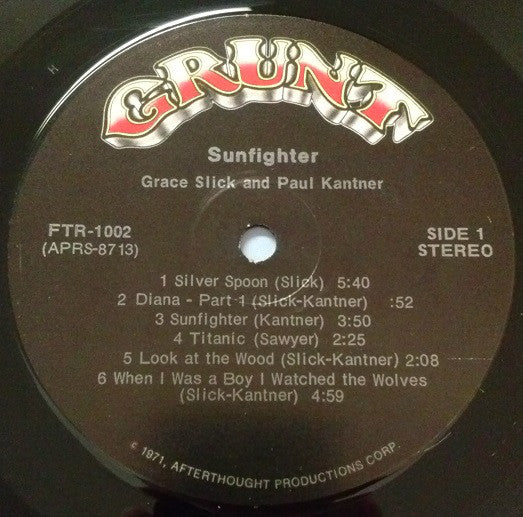 GRUNT
Sunfighter
Grace Slick and Paul Kantner
FTR-1002
(APRS-8713)
SIDE 1
STEREO
1 Silver Spoon (Slick) 5:40
2 Diana - Part 1 (Slick-Kantner) :52
3 Sunfighter (Kantner) 3:50
4 Titanic (Sawyer) 2:25
5 Look at the Wood (Slick-Kantner) 2:08
6 When I Was a Boy I Watched the Wolves
(Slick-Kantner) 4:59
© 1971, AFTERTHOUGHT PRODUCTIONS CORP.